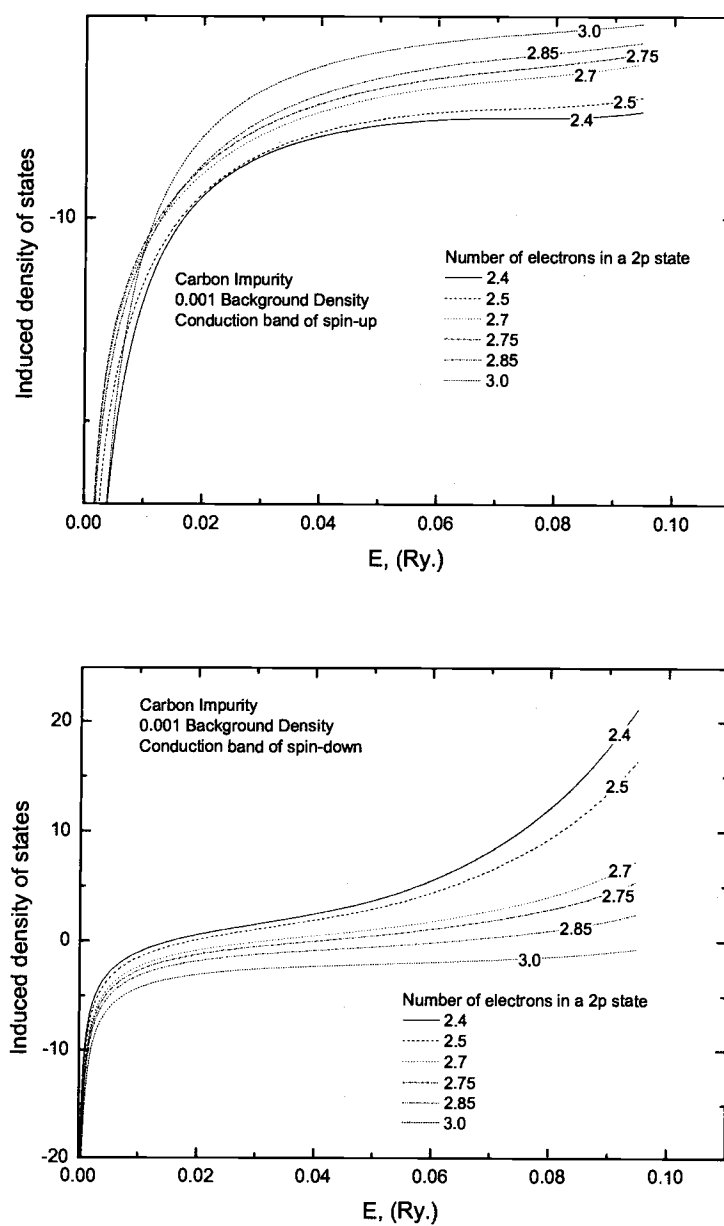 3.0
2.85
2.75
2.7
2.5
2.4
-10
Induced density of states
Number of electrons in a 2p state
2.4
2.5
2.7
2.75
2.85
3.0
Carbon Impurity
0.001 Background Density
Conduction band of spin-up
0.00 0.02 0.04 0.06 0.08 0.10
E, (Ry.)
20
10
0
-10
-20
Induced density of states
Carbon Impurity
0.001 Background Density
Conduction band of spin-down
2.4
2.5
2.7
2.75
2.85
3.0
Number of electrons in a 2p state
2.4
2.5
2.7
2.75
2.85
3.0
0.00 0.02 0.04 0.06 0.08 0.10
E, (Ry.)